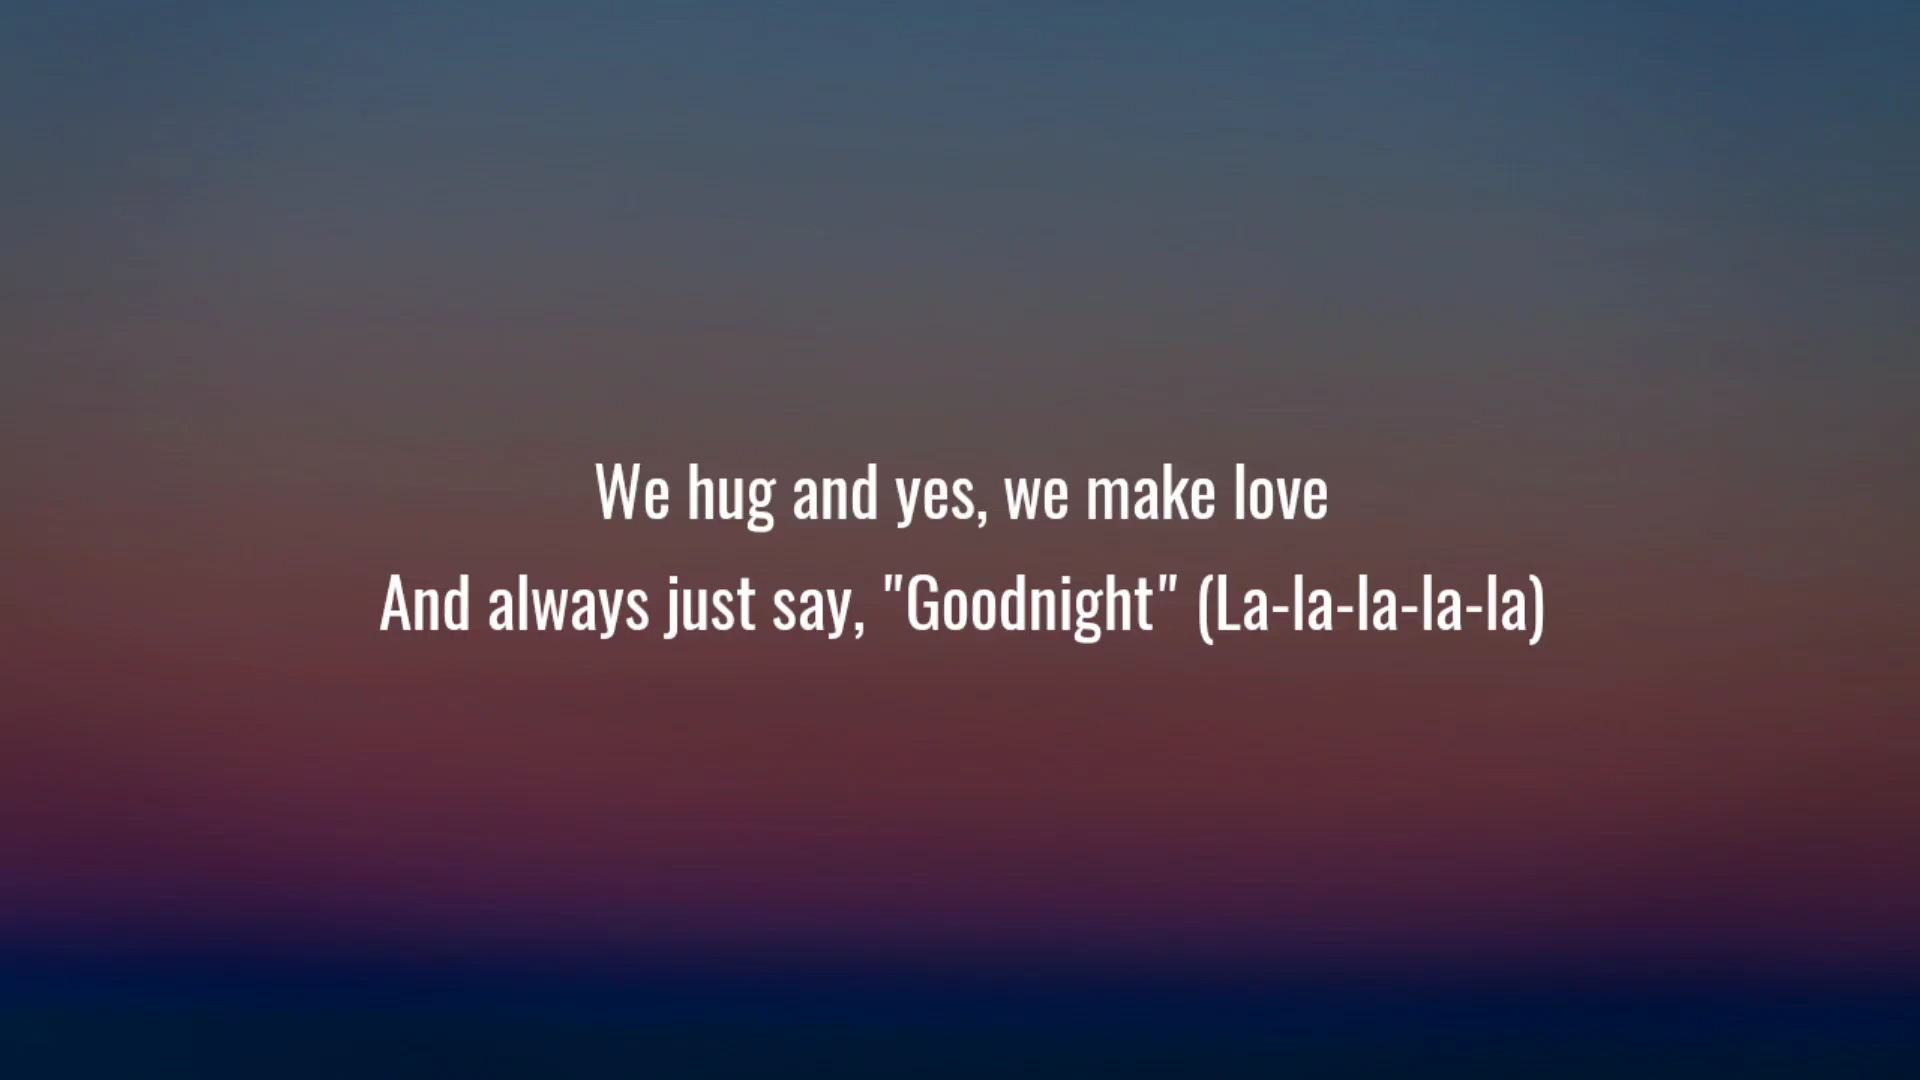 We hug and yes, we make love
And always just say, "Goodnight" (La-la-la-la-la)